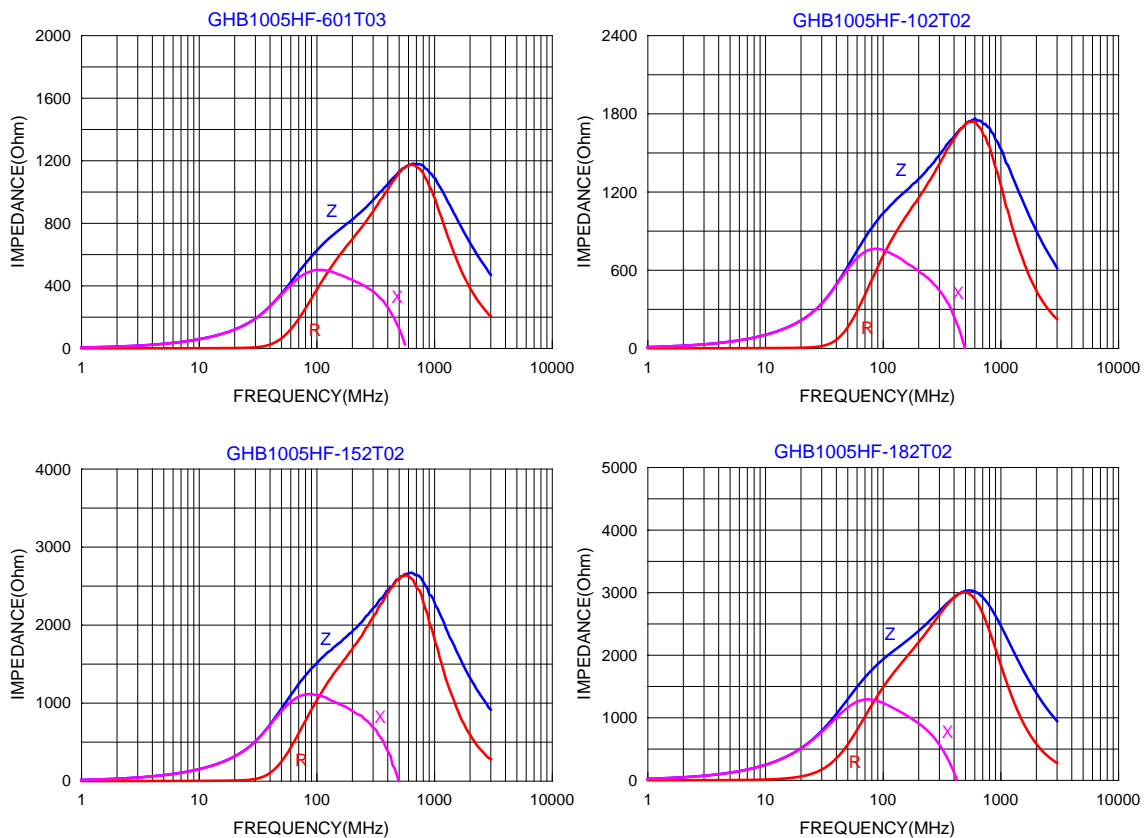 GHB1005HF-601T03
IMPEDANCE(Ohm)
2000
1600
1200
800
400
0
Z
X
R
1 10 100 1000 10000
FREQUENCY(MHz)
GHB1005HF-102T02
IMPEDANCE(Ohm)
2400
1800
1200
600
0
Z
X
R
1 10 100 1000 10000
FREQUENCY(MHz)
GHB1005HF-152T02
IMPEDANCE(Ohm)
4000
3000
2000
1000
0
Z
X
R
1 10 100 1000 10000
FREQUENCY(MHz)
GHB1005HF-182T02
IMPEDANCE(Ohm)
5000
4000
3000
2000
1000
0
Z
X
R
1 10 100 1000 10000
FREQUENCY(MHz)